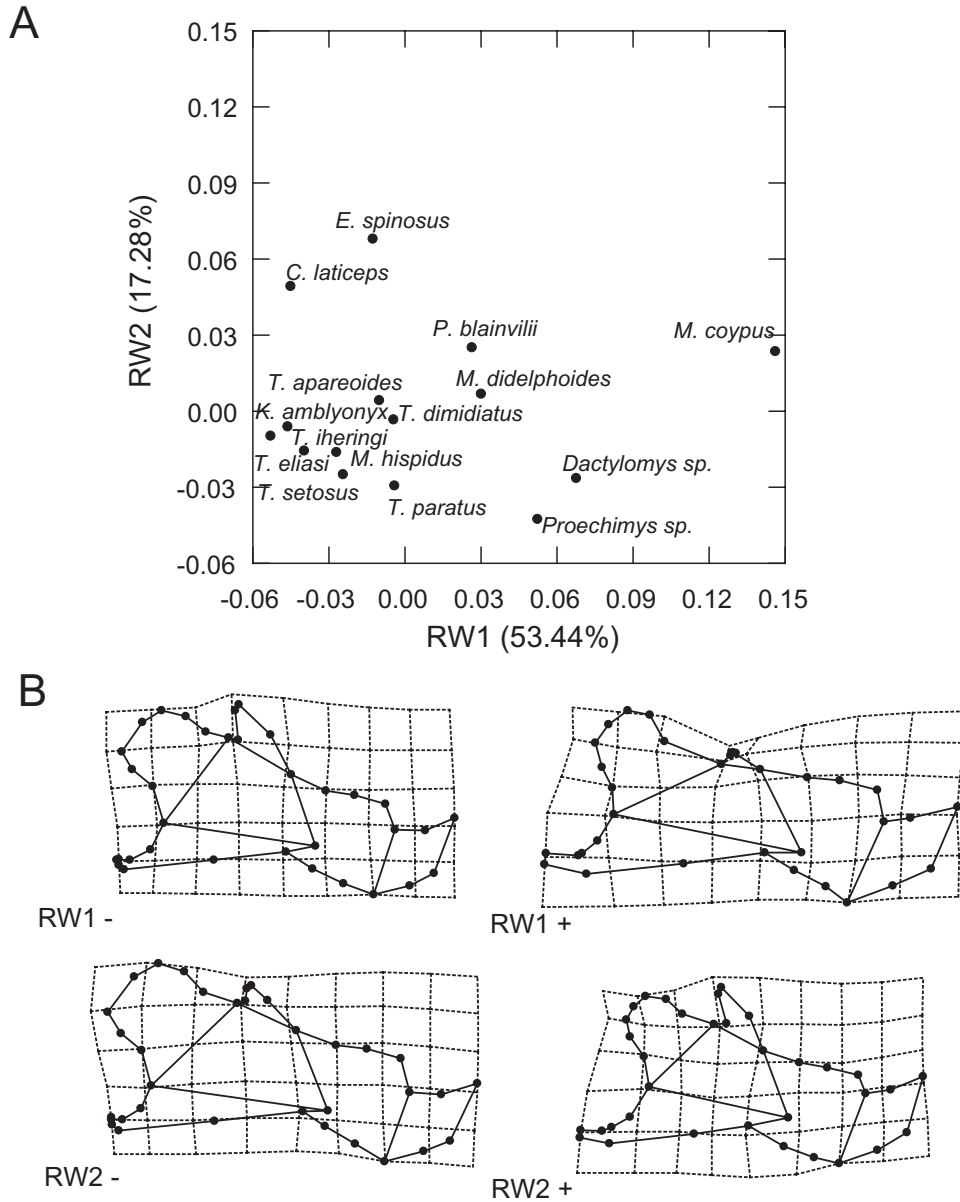 A
0.15
0.12
0.09
0.06
0.03
0.00
-0.03
-0.06
RW2 (17.28%)
E. spinosus
C. laticeps
P. blainvilii
M. coypus
M. didelphoides
T. apareoides
K. amblyonyx
T. dimidiatus
T. iheringi
T. eliasi
M. hispidus
T. setosus
T. paratus
Dactylomys sp.
Proechimys sp.
-0.06 -0.03 0.00 0.03 0.06 0.09 0.12 0.15
RW1 (53.44%)
B
RW1 -
RW1 +
RW2 -
RW2 +